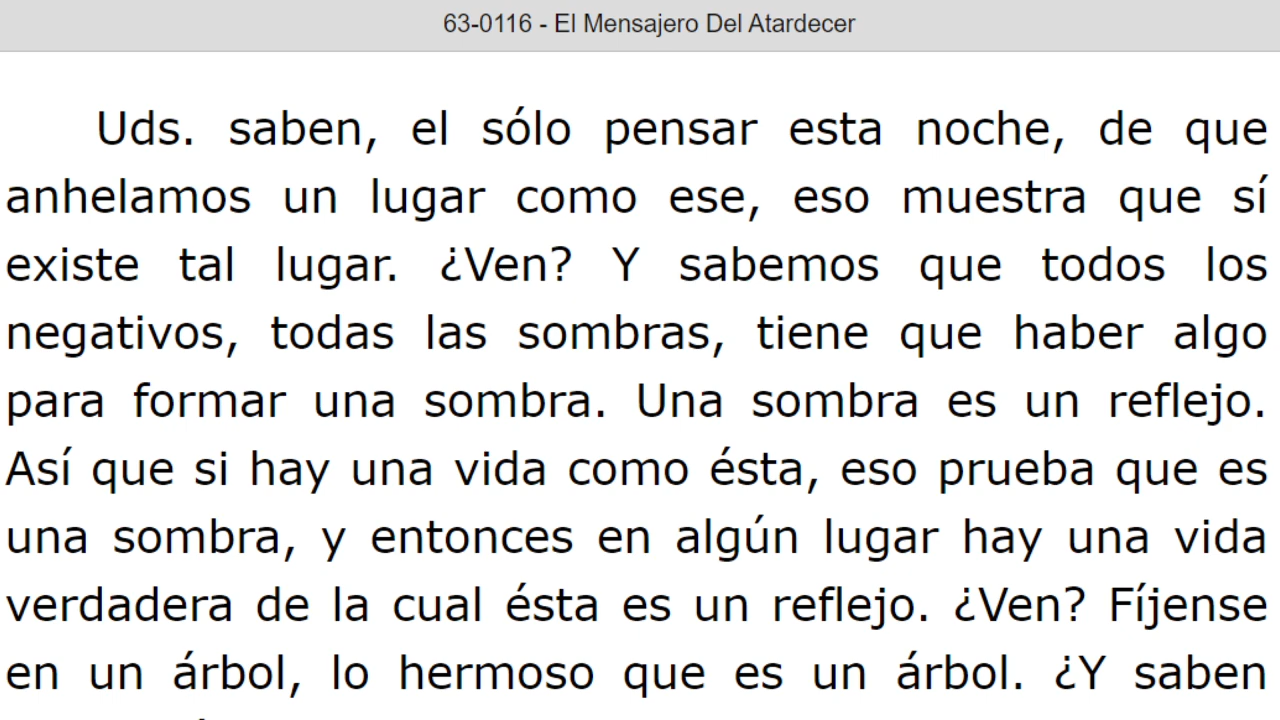 63-0116 - El Mensajero Del Atardecer
Uds. saben, el sólo pensar esta noche, de que
anhelamos un lugar como ese, eso muestra que sí
existe tal lugar. ¿Ven? Y sabemos que todos los
negativos, todas las sombras, tiene que haber algo
para formar una sombra. Una sombra es un reflejo.
Así que si hay una vida como ésta, eso prueba que es
una sombra, y entonces en algún lugar hay una vida
verdadera de la cual ésta es un reflejo. ¿Ven? Fíjense
en un árbol, lo hermoso que es un árbol. ¿Y saben